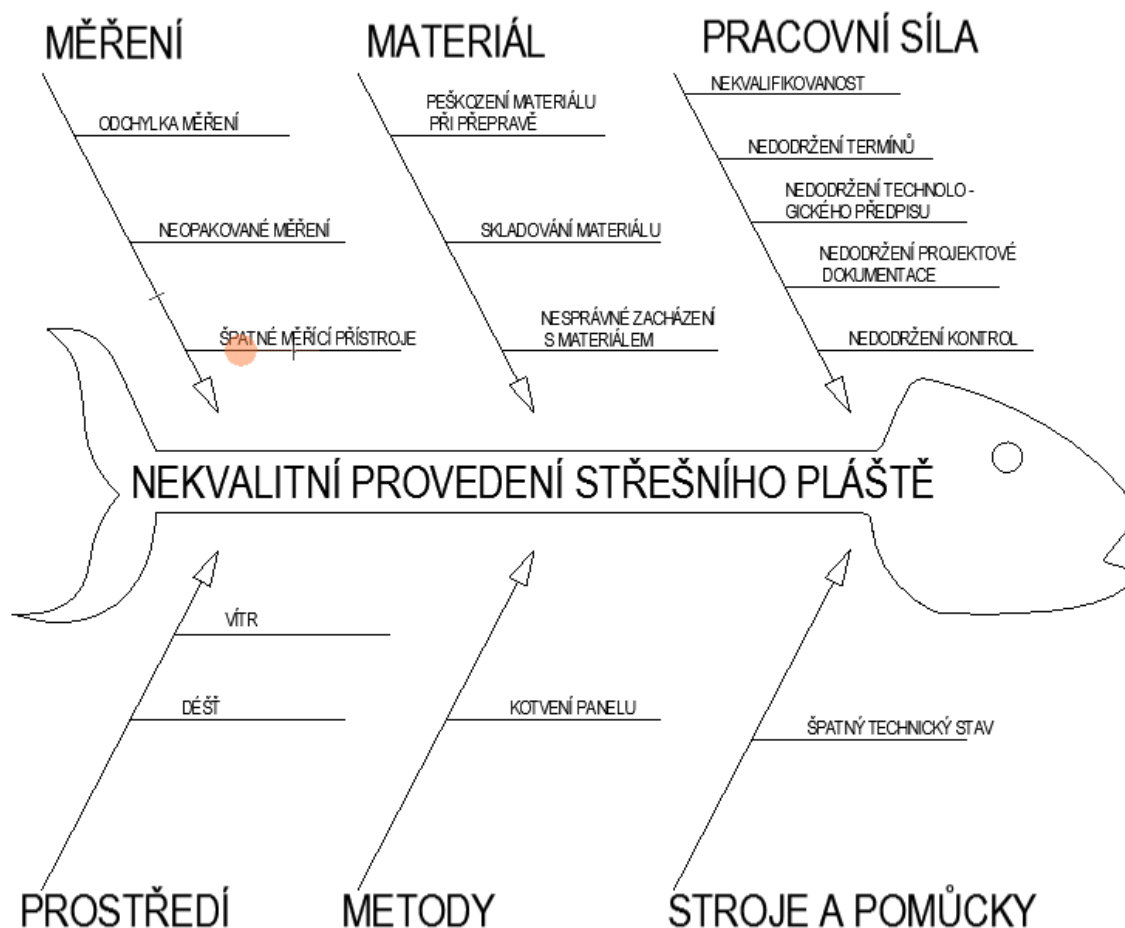 MĚŘENÍ
MATERIÁL
PRACOVNÍ SÍLA
ODCHYLKA MĚŘENÍ
NEOPAKOVANÉ MĚŘENÍ
ŠPATNÉ MĚŘÍCÍ PŘÍSTROJE
PEŠKOZENÍ MATERIÁLU
PŘI PŘEPRAVĚ
SKLADOVÁNÍ MATERIÁLU
NESPRÁVNÉ ZACHÁZENÍ
S MATERIÁLEM
NEKVALIFIKOVANOST
NEDODRŽENÍ TERMÍNŮ
NEDODRŽENÍ TECHNOLO -
GICKÉHO PŘEDPISU
NEDODRŽENÍ PROJEKTOVÉ
DOKUMENTACE
NEDODRŽENÍ KONTROL
NEKVALITNÍ PROVEDENÍ STŘEŠNÍHO PLÁŠTĚ
VÍTR
DÉŠŤ
KOTVENÍ PANELU
ŠPATNÝ TECHNICKÝ STAV
PROSTŘEDÍ
METODY
STROJE A POMŮCKY